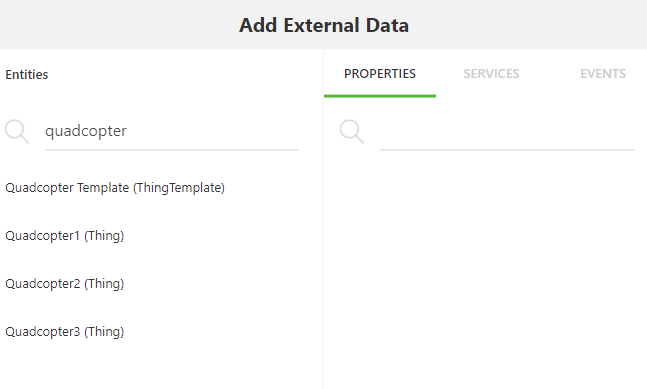 Add External Data
Entities
PROPERTIES SERVICES EVENTS
quadcopter
Quadcopter Template (ThingTemplate)
Quadcopter1 (Thing)
Quadcopter2 (Thing)
Quadcopter3 (Thing)